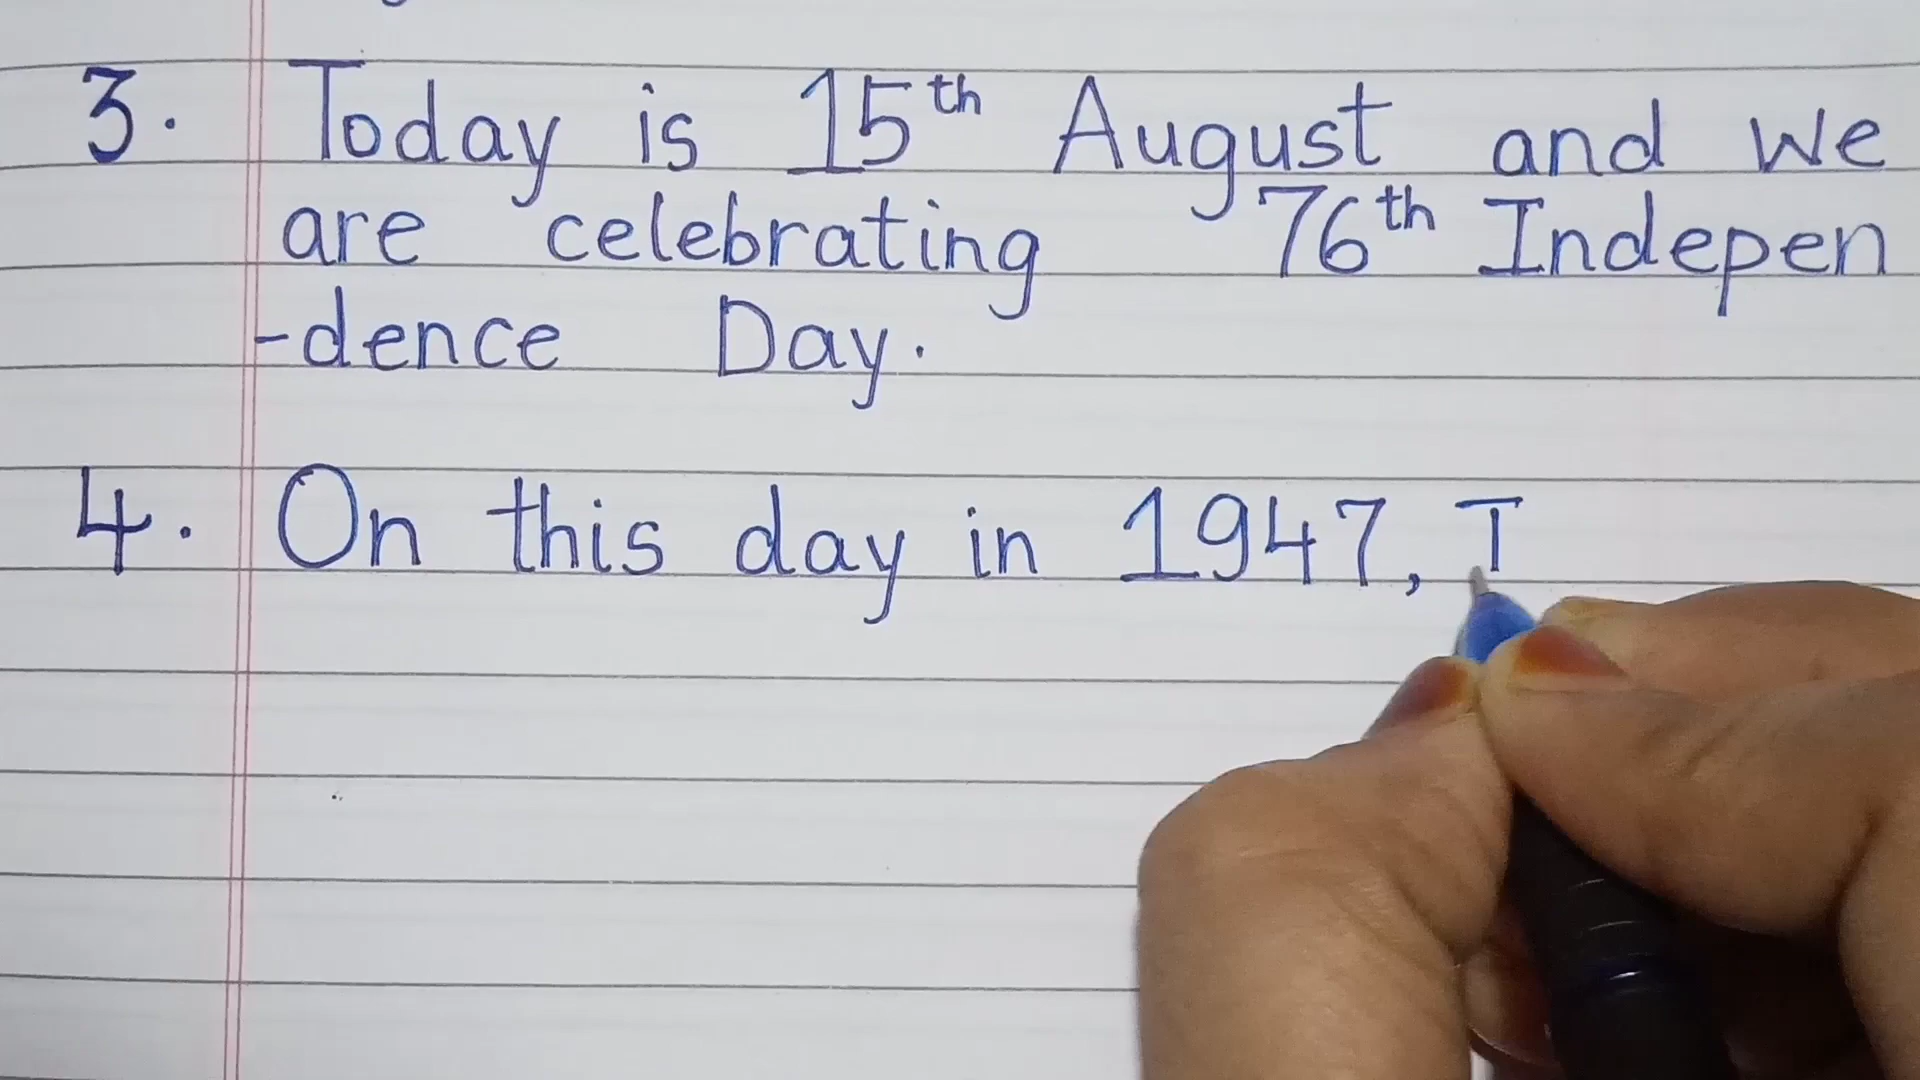 3. Today is 15th August and we
are celebrating 76th Indepen
-dence Day.
4. On this day in 1947, I